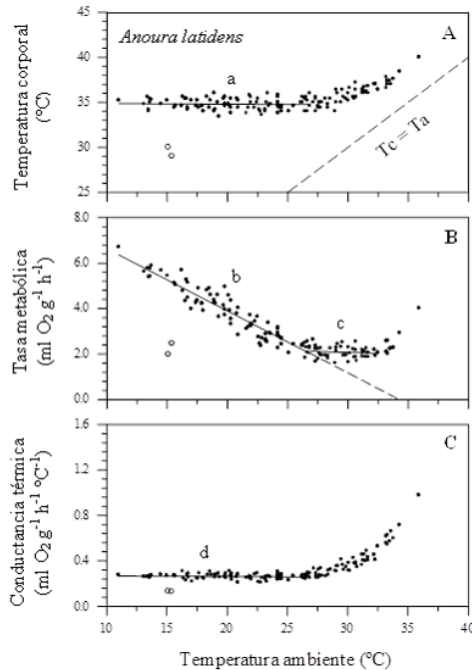 Anoura latidens
A
45
40
35
30
25
Temperatura corporal
(°C)
a
Tc = Ta
B
8.0
6.0
4.0
2.0
0.0
Tasa metabólica
(ml O₂ g⁻¹ h⁻¹)
b
c
C
1.6
1.2
0.8
0.4
0.0
Conductancia térmica
(ml O₂ g⁻¹ h⁻¹ °C⁻¹)
d
10 15 20 25 30 35 40
Temperatura ambiente (°C)